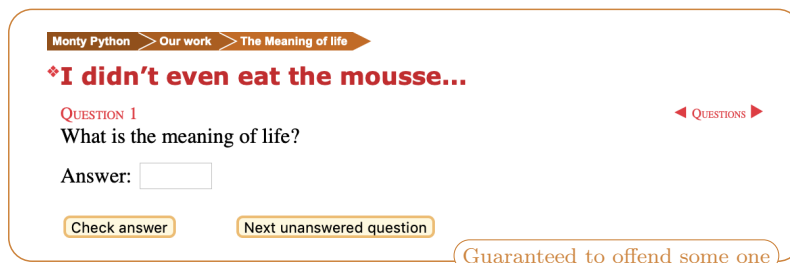 Monty Python Our work The Meaning of life
❖I didn’t even eat the mousse...
QUESTION 1
◀ QUESTIONS ▶
What is the meaning of life?
Answer:
Check answer Next unanswered question
Guaranteed to offend some one